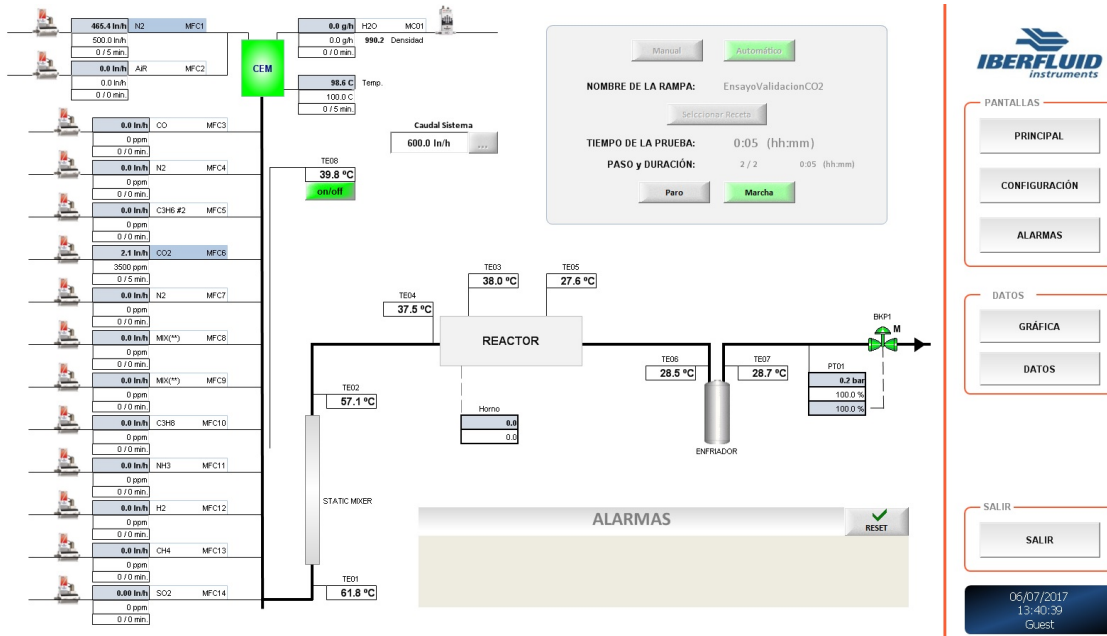 465.4 ln/h N2 MFC1
500.0 ln/h
0 / 5 min.
0.0 ln/h AIR MFC2
0.0 ln/h
0 / 0 min.
CEM
0.0 g/h H2O MC01
0.0 g/h 990.2 Densidad
0 / 0 min.
98.6 C Temp.
100.0 C
0 / 5 min.
Caudal Sistema
600.0 ln/h ...
TE08
39.8 ºC
on/off
0.0 ln/h CO MFC3
0 ppm
0 / 0 min.
0.0 ln/h N2 MFC4
0 ppm
0 / 0 min.
0.0 ln/h C3H6 #2 MFC5
0 ppm
0 / 0 min.
2.1 ln/h CO2 MFC6
3500 ppm
0 / 5 min.
0.0 ln/h N2 MFC7
0 ppm
0 / 0 min.
0.0 ln/h MIX(**) MFC8
0 ppm
0 / 0 min.
0.0 ln/h MIX(**) MFC9
0 ppm
0 / 0 min.
0.0 ln/h C3H8 MFC10
0 ppm
0 / 0 min.
0.0 ln/h NH3 MFC11
0 ppm
0 / 0 min.
0.0 ln/h H2 MFC12
0 ppm
0 / 0 min.
0.0 ln/h CH4 MFC13
0 ppm
0 / 0 min.
0.00 ln/h SO2 MFC14
0 ppm
0 / 0 min.
Manual Automático
NOMBRE DE LA RAMPA: EnsayoValidacionCO2
Selccionar Receta
TIEMPO DE LA PRUEBA: 0:05 (hh:mm)
PASO y DURACIÓN: 2 / 2 0:05 (hh:mm)
Paro Marcha
TE03
38.0 ºC
TE05
27.6 ºC
TE04
37.5 ºC
REACTOR
Horno
0.0
0.0
TE02
57.1 ºC
STATIC MIXER
TE01
61.8 ºC
TE06
28.5 ºC
TE07
28.7 ºC
ENFRIADOR
PT01
0.2 bar
100.0 %
100.0 %
BKP1
M
ALARMAS
RESET
IBERFLUID
instruments
PANTALLAS
PRINCIPAL
CONFIGURACIÓN
ALARMAS
DATOS
GRÁFICA
DATOS
SALIR
SALIR
06/07/2017
13:40:39
Guest